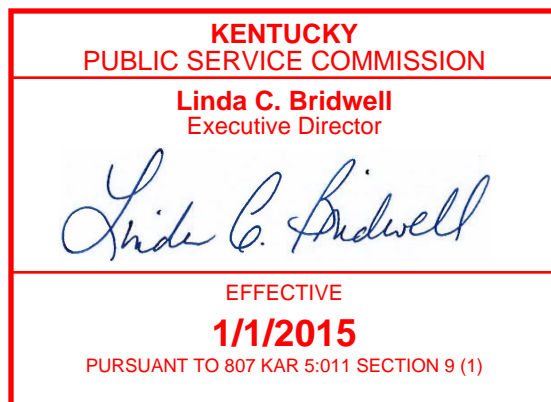 KENTUCKY
PUBLIC SERVICE COMMISSION
Linda C. Bridwell
Executive Director
Linda C. Bridwell
EFFECTIVE
1/1/2015
PURSUANT TO 807 KAR 5:011 SECTION 9 (1)